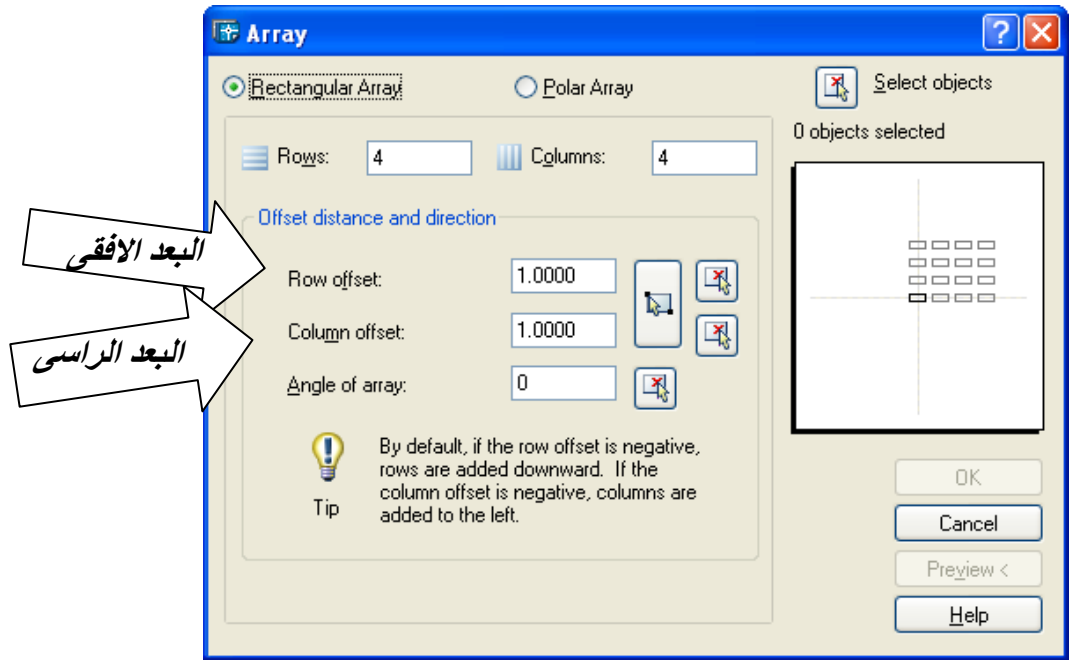 Array
Rectangular Array
Polar Array
Select objects
0 objects selected
Rows: 4
Columns: 4
Offset distance and direction
البعد الافقى
Row offset: 1.0000
البعد الراسى
Column offset: 1.0000
Angle of array: 0
Tip
By default, if the row offset is negative,
rows are added downward. If the
column offset is negative, columns are
added to the left.
OK
Cancel
Preview <
Help